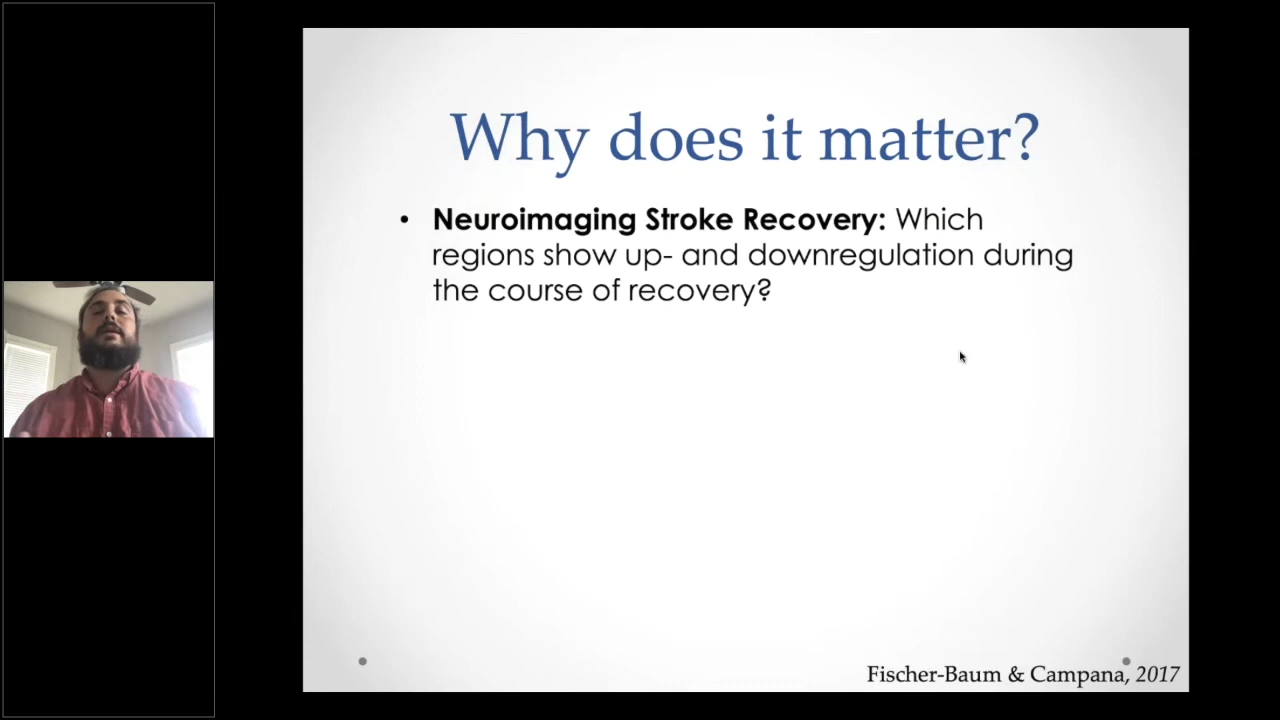 Why does it matter?
• Neuroimaging Stroke Recovery: Which
regions show up- and downregulation during
the course of recovery?
Fischer-Baum & Campana, 2017